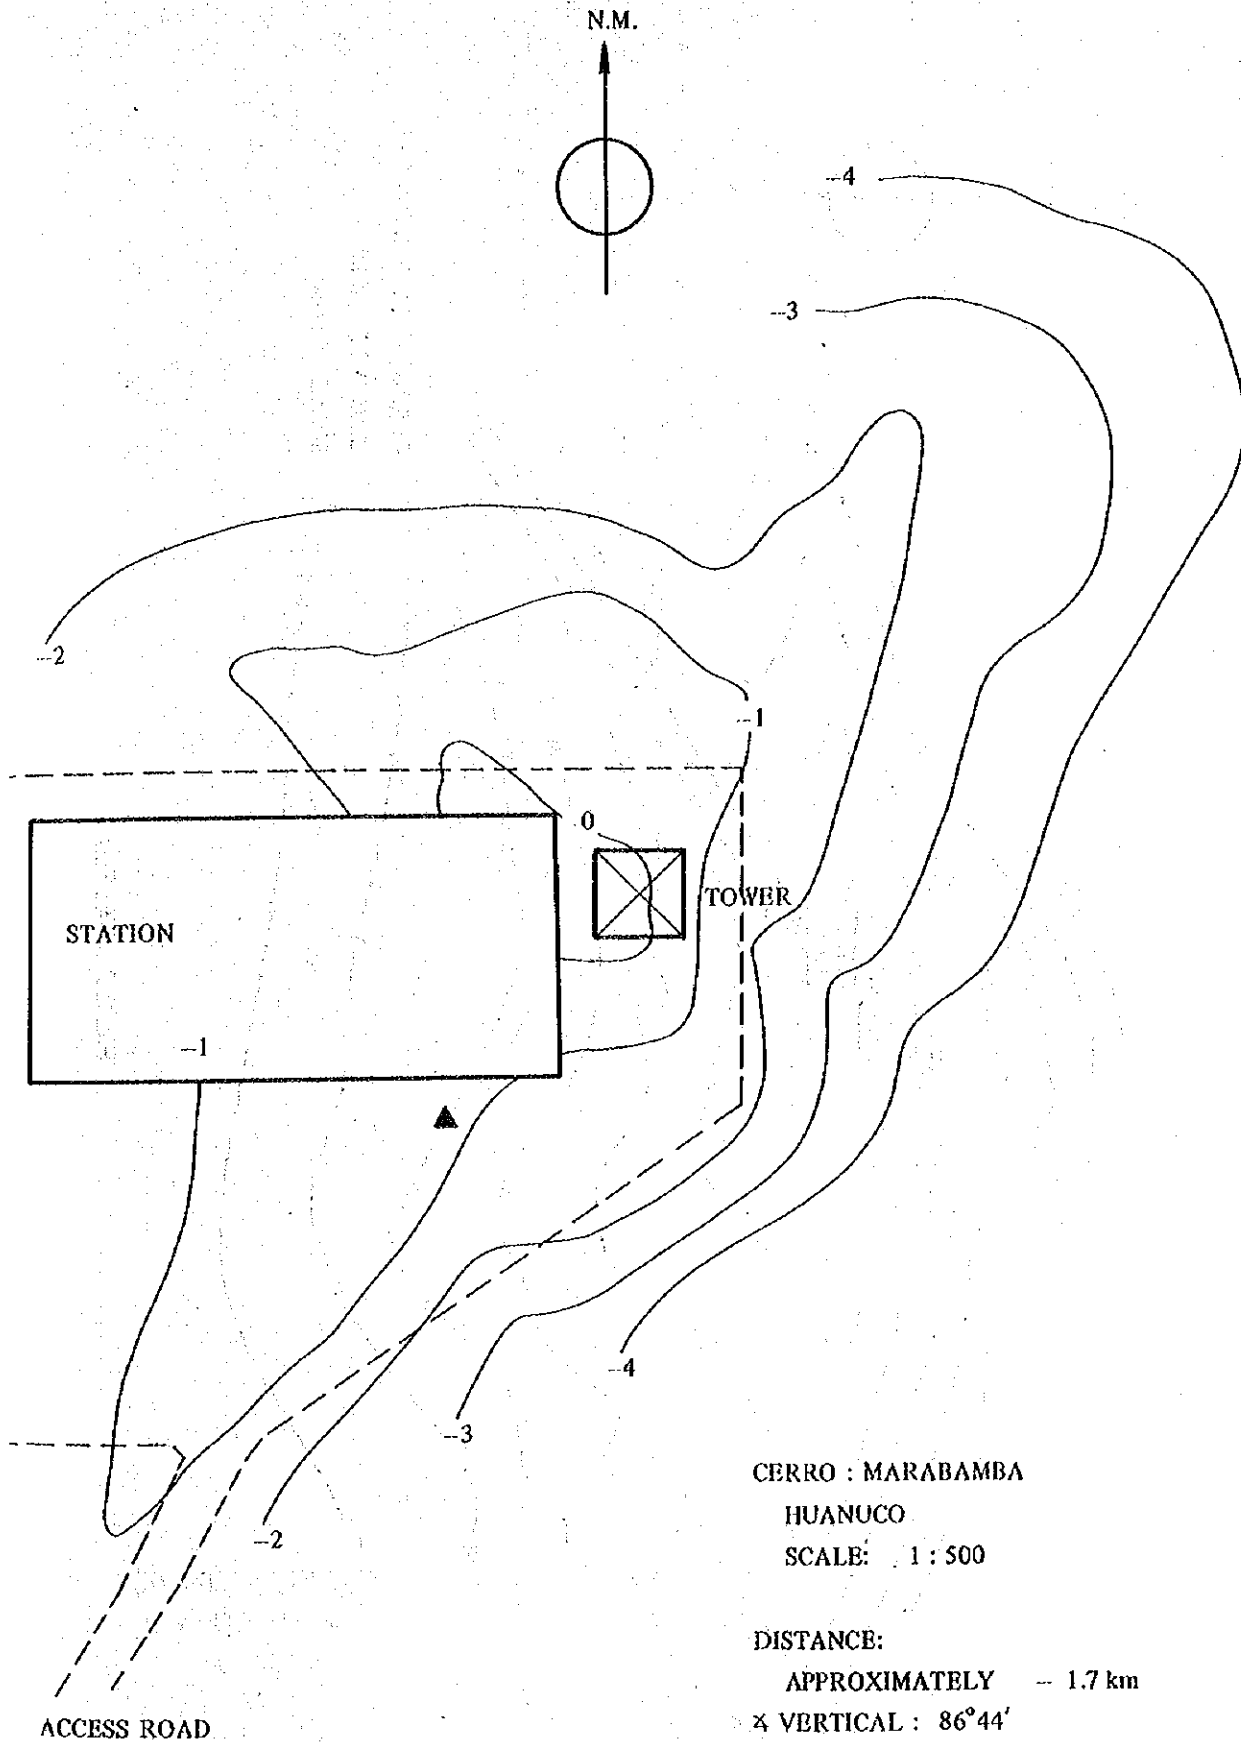 N.M.
--4
--3
--2
--1
0
TOWER
STATION
--1
--4
--3
--2
CERRO : MARABAMBA
HUANUCO
SCALE: 1 : 500
DISTANCE:
APPROXIMATELY -- 1.7 km
∡ VERTICAL : 86°44'
ACCESS ROAD